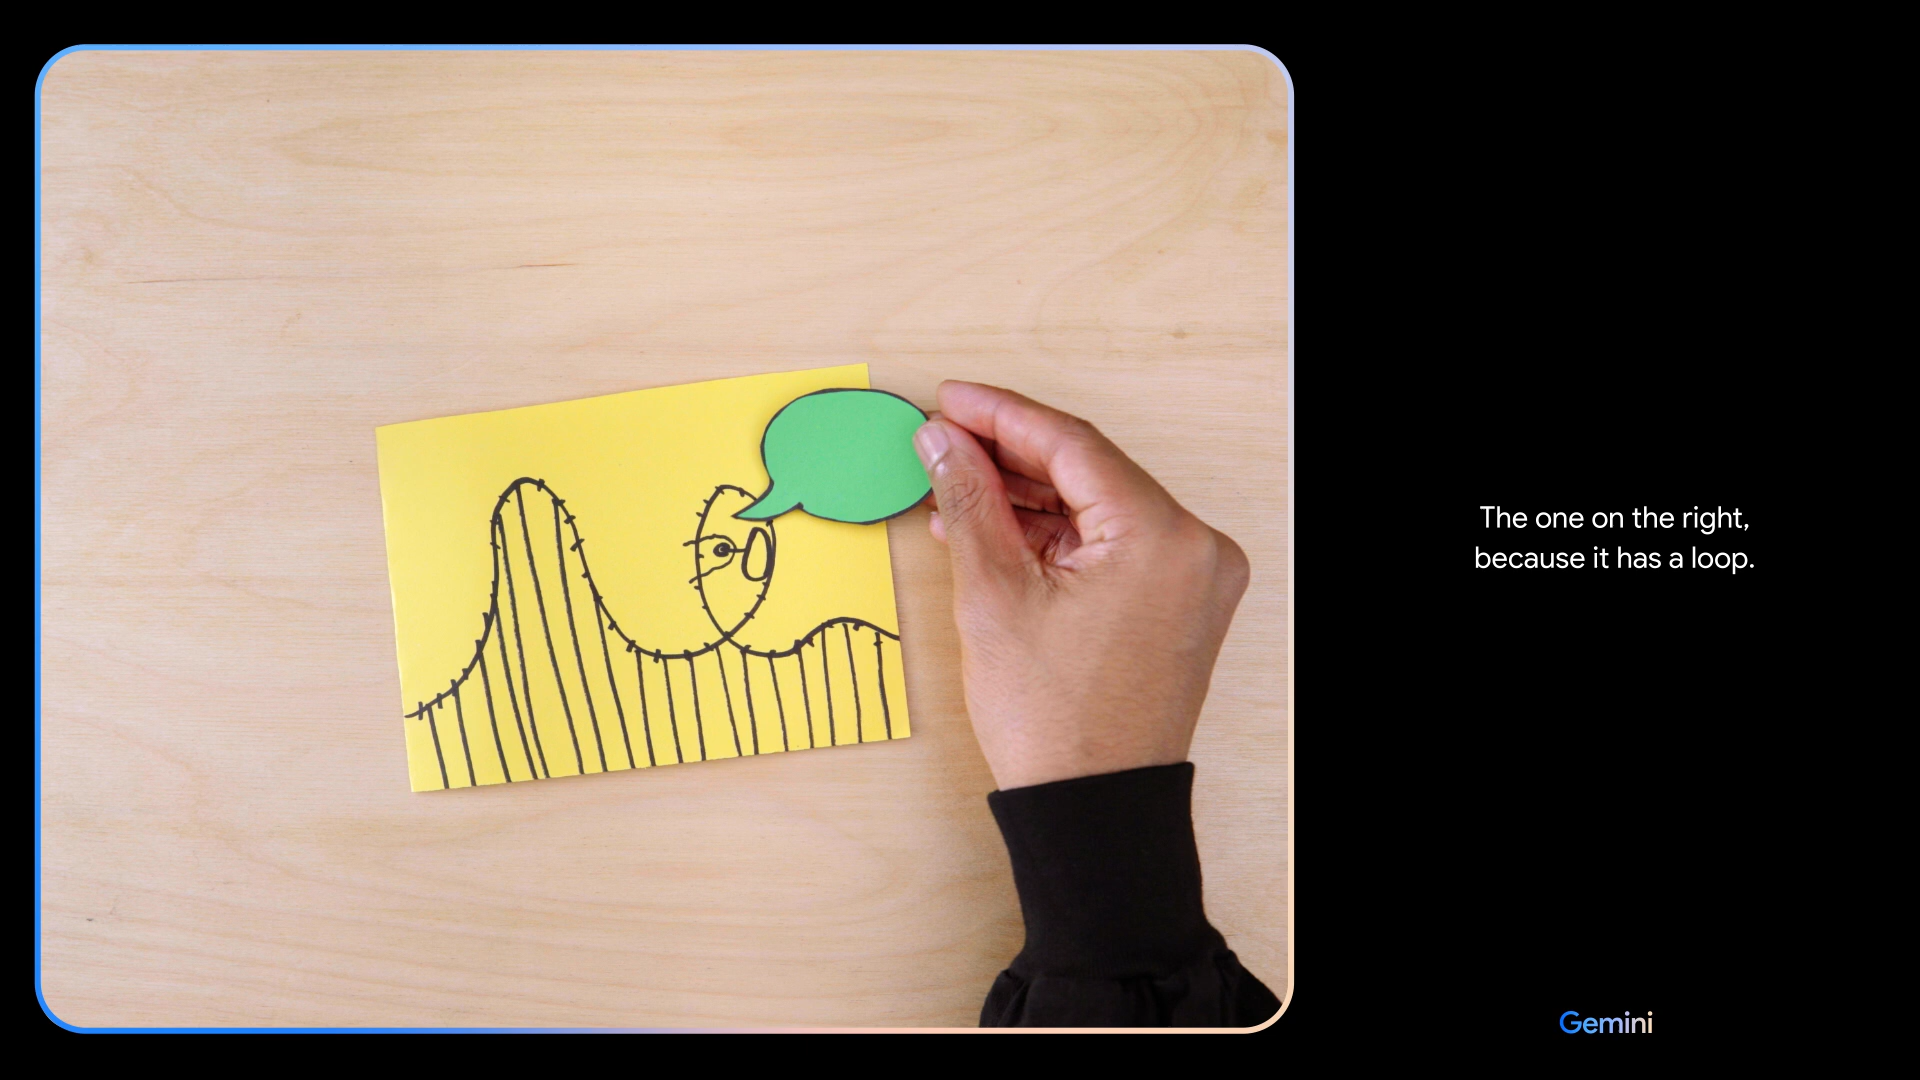 The one on the right,
because it has a loop.
Gemini